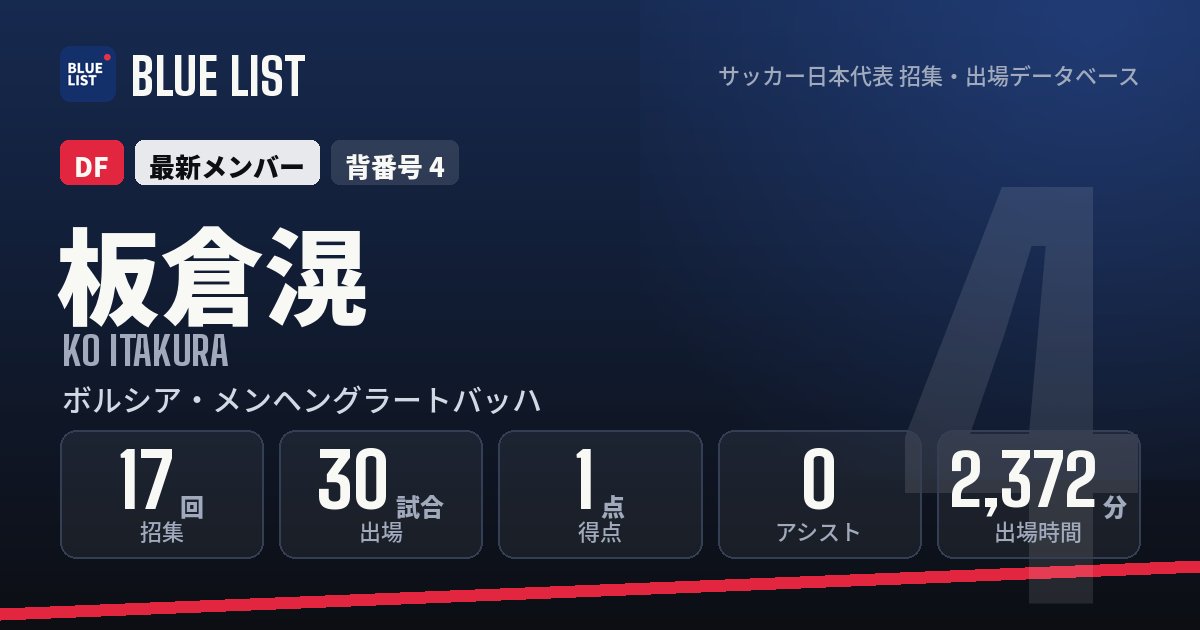 BLUE LIST
BLUE LIST
サッカー日本代表 招集・出場データベース
DF
最新メンバー
背番号 4
板倉滉
KO ITAKURA
ボルシア・メンヘングラートバッハ
4
17回
招集
30試合
出場
1点
得点
0
アシスト
2,372分
出場時間